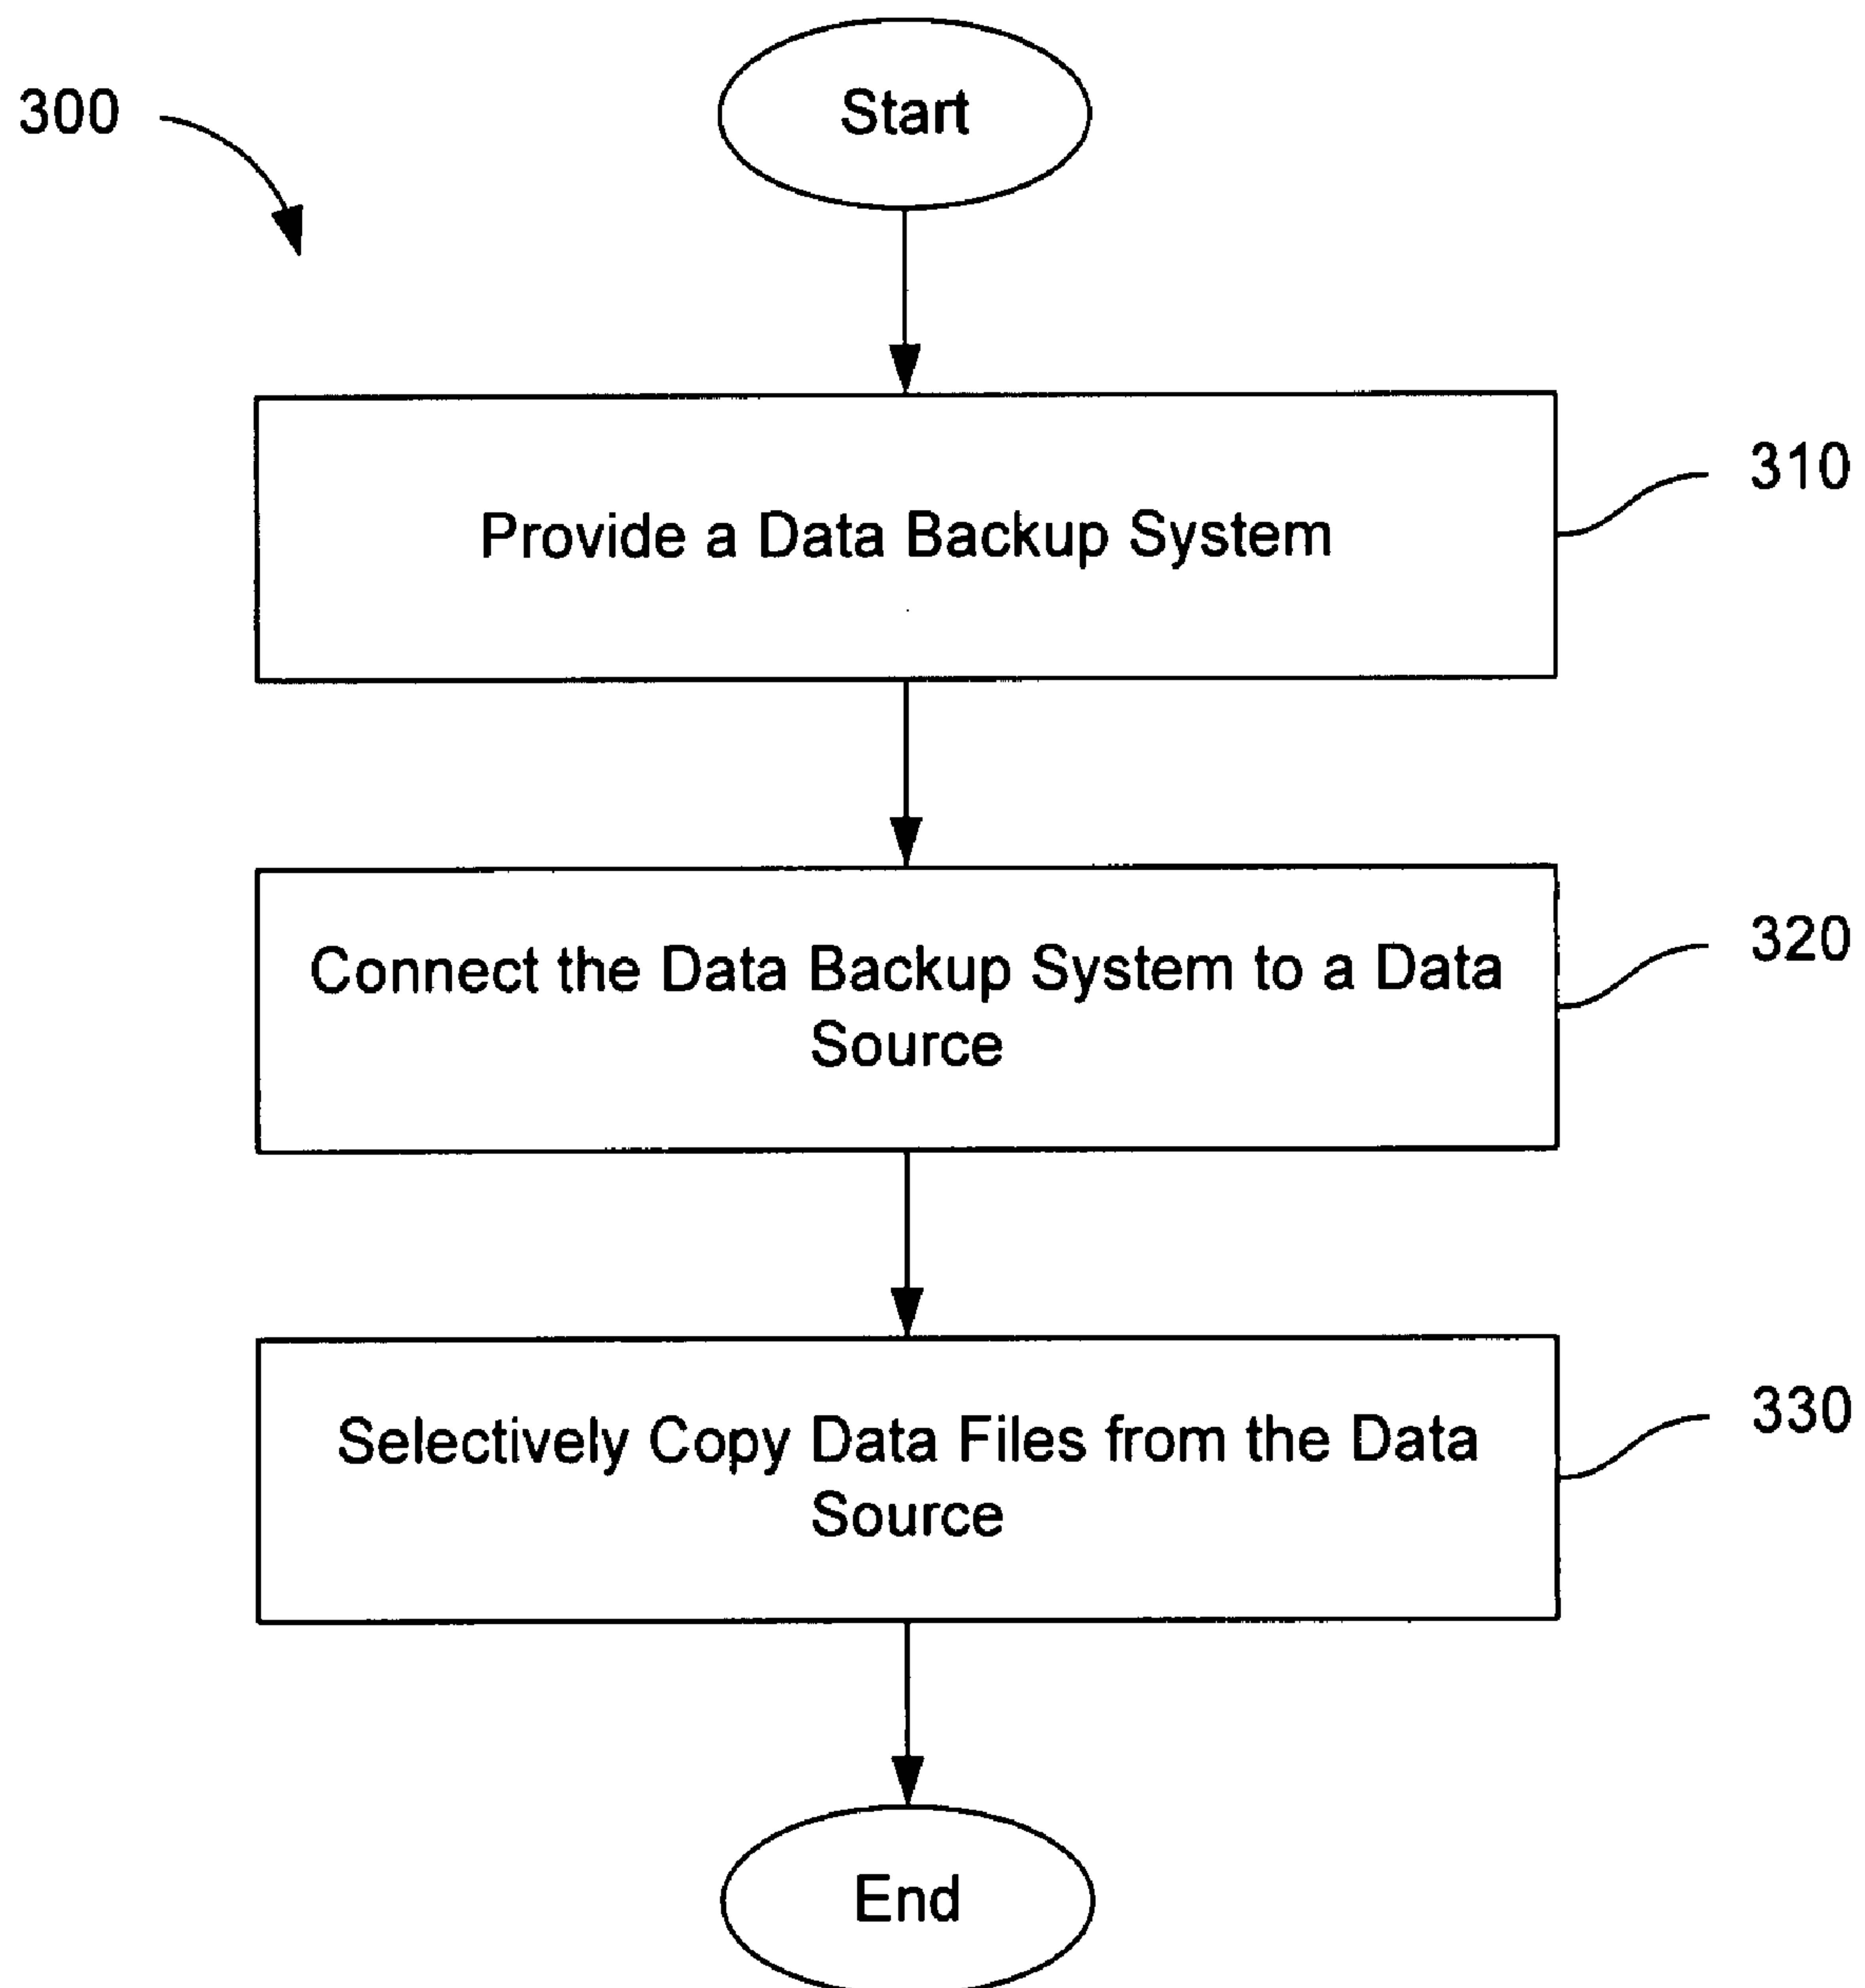 300
Start
Provide a Data Backup System
310
Connect the Data Backup System to a Data
Source
320
Selectively Copy Data Files from the Data
Source
330
End